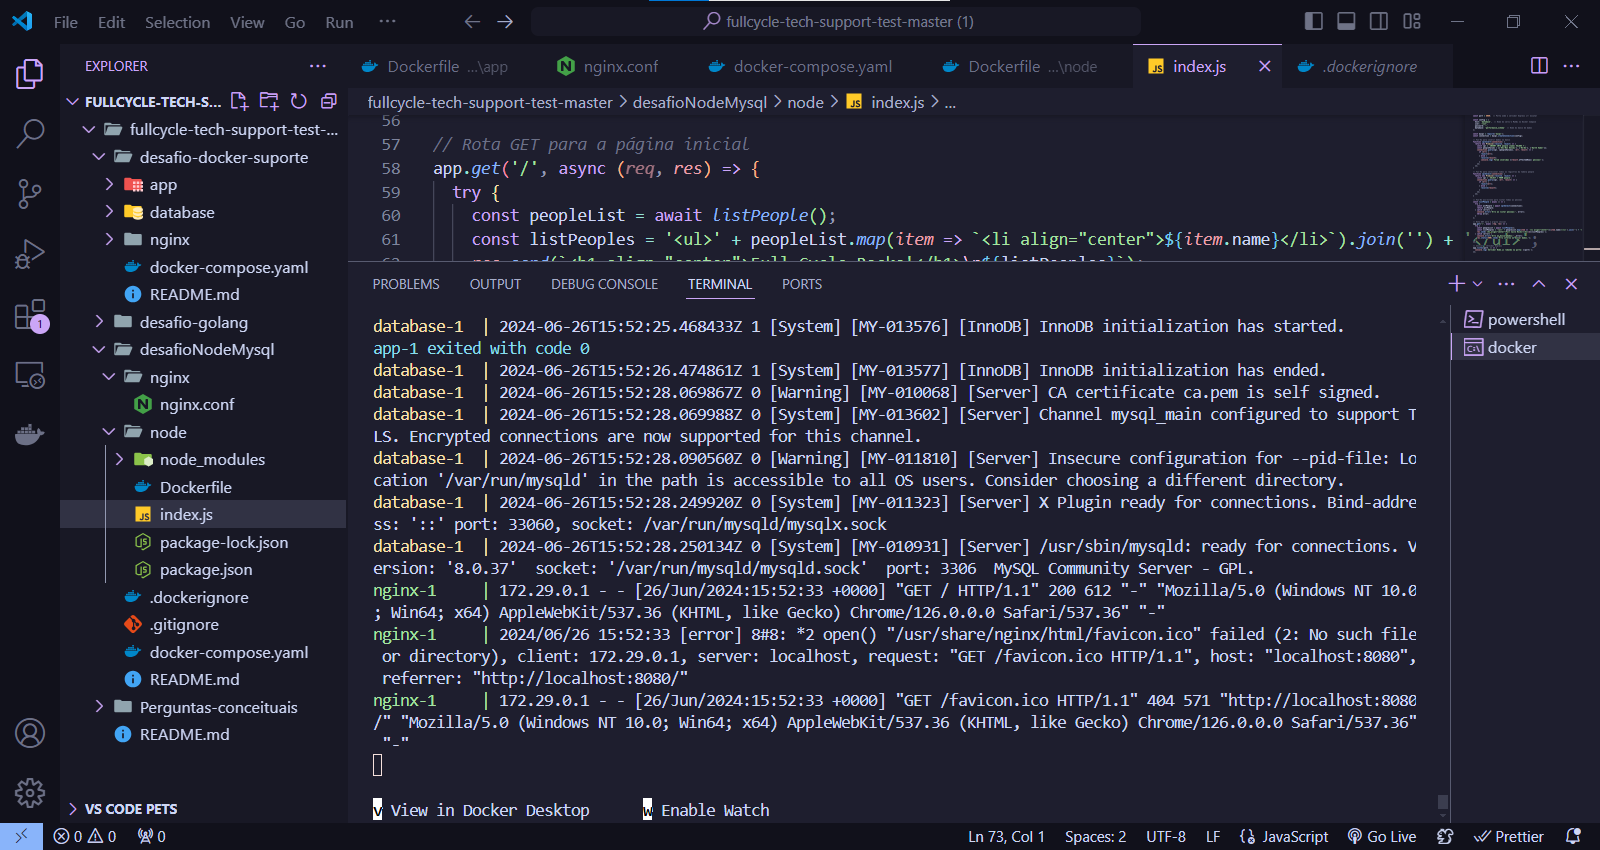 File Edit Selection View Go Run ··· fullcycle-tech-support-test-master (1)
EXPLORER
FULLCYCLE-TECH-S...
fullcycle-tech-support-test-...
desafio-docker-suporte
app
database
nginx
docker-compose.yaml
README.md
desafio-golang
desafioNodeMysql
nginx
nginx.conf
node
node_modules
Dockerfile
index.js
package-lock.json
package.json
.dockerignore
.gitignore
docker-compose.yaml
README.md
Perguntas-conceituais
README.md
VS CODE PETS
1
Dockerfile ...\app nginx.conf docker-compose.yaml Dockerfile ...\node index.js .dockerignore
fullcycle-tech-support-test-master > desafioNodeMysql > node > index.js > ...
56
57 // Rota GET para a página inicial
58 app.get('/', async (req, res) => {
59 try {
60 const peopleList = await listPeople();
61 const listPeoples = '<ul>' + peopleList.map(item => `<li align="center">${item.name}</li>`).join('') + '</ul>';
PROBLEMS OUTPUT DEBUG CONSOLE TERMINAL PORTS
database-1 | 2024-06-26T15:52:25.468433Z 1 [System] [MY-013576] [InnoDB] InnoDB initialization has started.
app-1 exited with code 0
database-1 | 2024-06-26T15:52:26.474861Z 1 [System] [MY-013577] [InnoDB] InnoDB initialization has ended.
database-1 | 2024-06-26T15:52:28.069867Z 0 [Warning] [MY-010068] [Server] CA certificate ca.pem is self signed.
database-1 | 2024-06-26T15:52:28.069988Z 0 [System] [MY-013602] [Server] Channel mysql_main configured to support T
LS. Encrypted connections are now supported for this channel.
database-1 | 2024-06-26T15:52:28.090560Z 0 [Warning] [MY-011810] [Server] Insecure configuration for --pid-file: Lo
cation '/var/run/mysqld' in the path is accessible to all OS users. Consider choosing a different directory.
database-1 | 2024-06-26T15:52:28.249920Z 0 [System] [MY-011323] [Server] X Plugin ready for connections. Bind-addre
ss: '::' port: 33060, socket: /var/run/mysqld/mysqlx.sock
database-1 | 2024-06-26T15:52:28.250134Z 0 [System] [MY-010931] [Server] /usr/sbin/mysqld: ready for connections. V
ersion: '8.0.37' socket: '/var/run/mysqld/mysqld.sock' port: 3306 MySQL Community Server - GPL.
nginx-1 | 172.29.0.1 - - [26/Jun/2024:15:52:33 +0000] "GET / HTTP/1.1" 200 612 "-" "Mozilla/5.0 (Windows NT 10.0
; Win64; x64) AppleWebKit/537.36 (KHTML, like Gecko) Chrome/126.0.0.0 Safari/537.36" "-"
nginx-1 | 2024/06/26 15:52:33 [error] 8#8: *2 open() "/usr/share/nginx/html/favicon.ico" failed (2: No such file
or directory), client: 172.29.0.1, server: localhost, request: "GET /favicon.ico HTTP/1.1", host: "localhost:8080",
referrer: "http://localhost:8080/"
nginx-1 | 172.29.0.1 - - [26/Jun/2024:15:52:33 +0000] "GET /favicon.ico HTTP/1.1" 404 571 "http://localhost:8080
/" "Mozilla/5.0 (Windows NT 10.0; Win64; x64) AppleWebKit/537.36 (KHTML, like Gecko) Chrome/126.0.0.0 Safari/537.36"
"-"
v View in Docker Desktop w Enable Watch
powershell
docker
0 0 0 Ln 73, Col 1 Spaces: 2 UTF-8 LF JavaScript Go Live Prettier